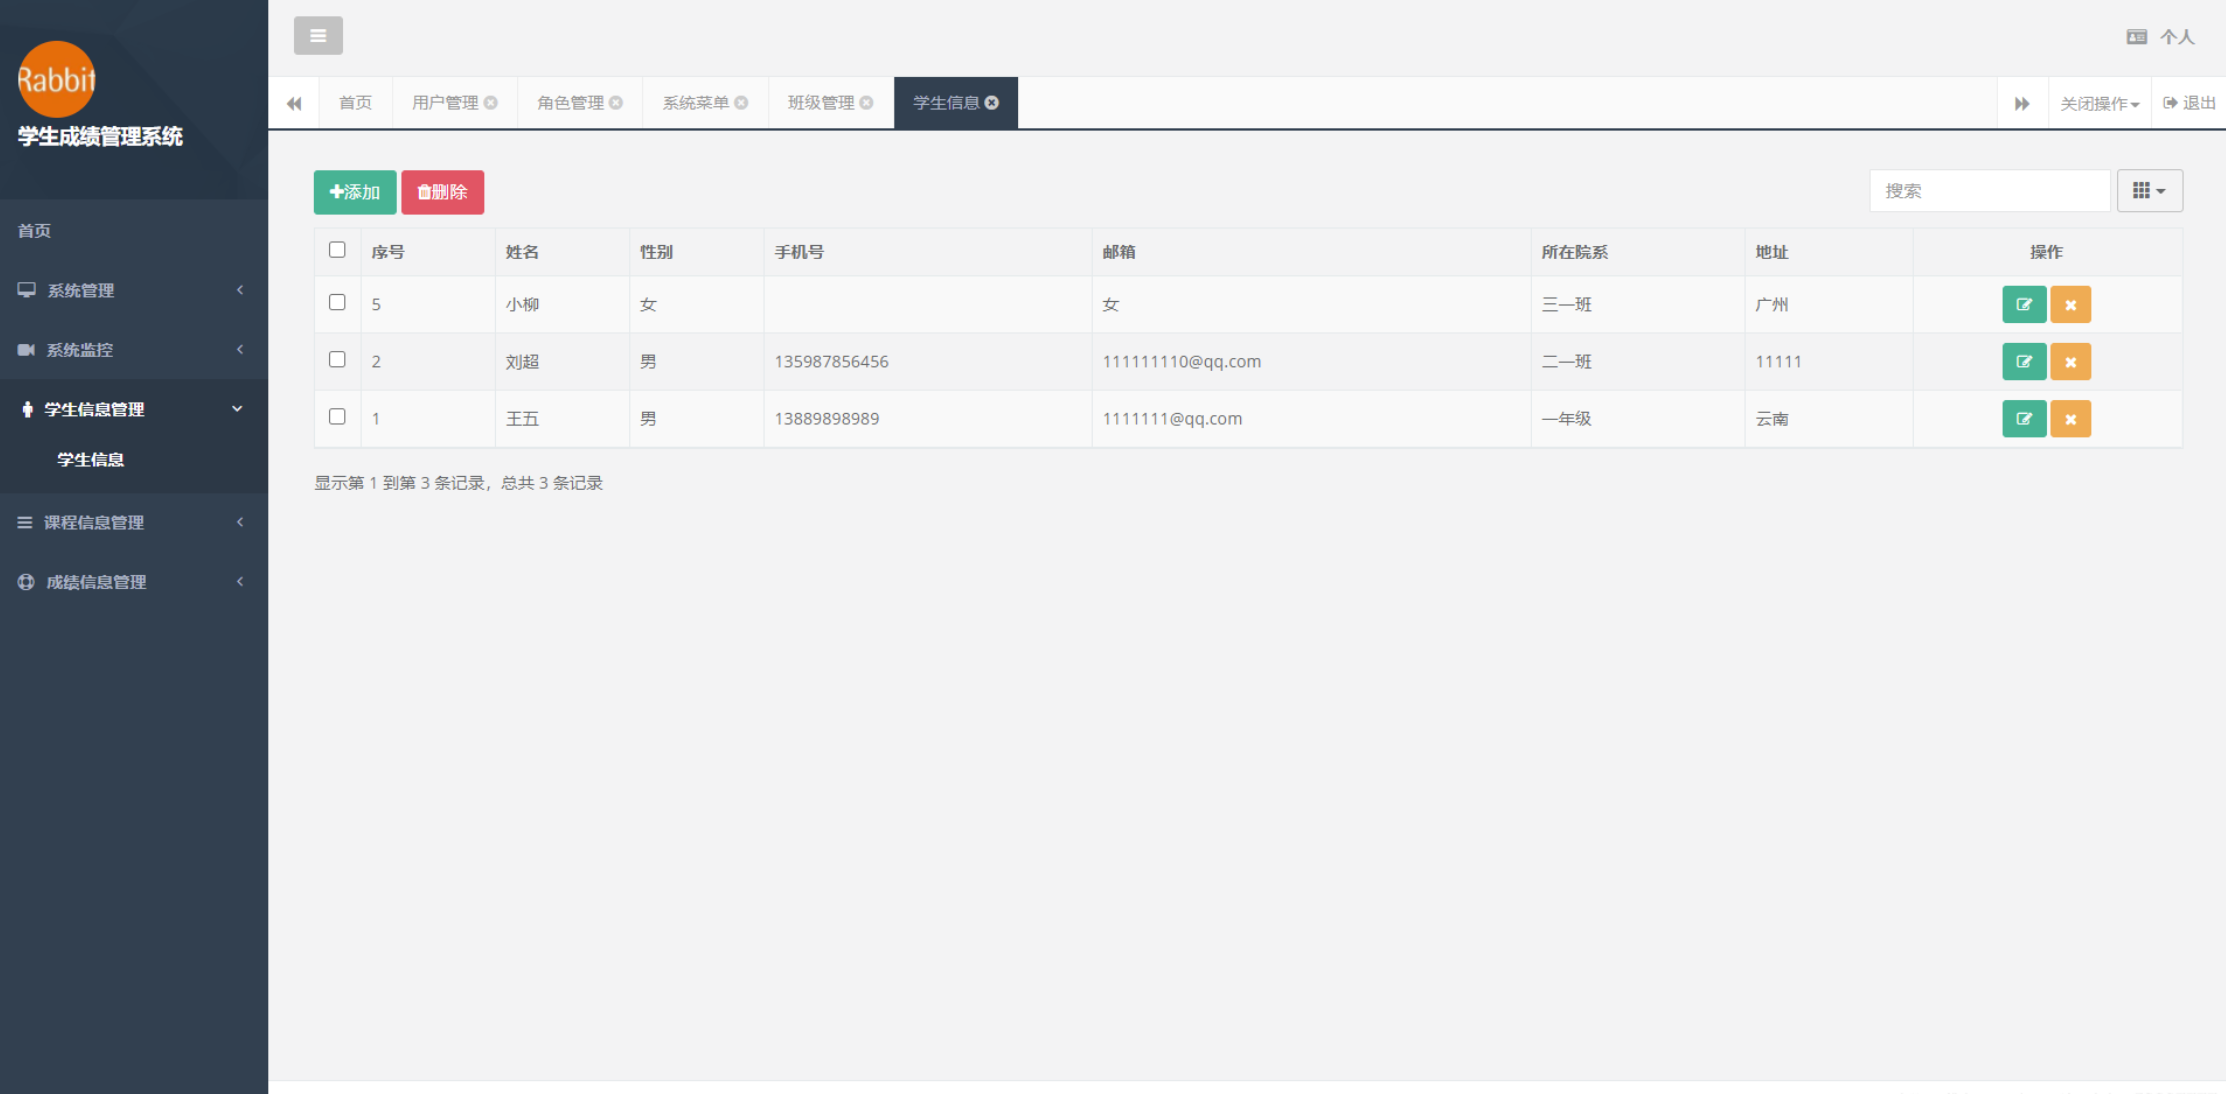 Rabbit
学生成绩管理系统
首页
系统管理
系统监控
学生信息管理
学生信息
课程信息管理
成绩信息管理
个人
首页 用户管理 角色管理 系统菜单 班级管理 学生信息 关闭操作 退出
添加 删除 搜索
序号 姓名 性别 手机号 邮箱 所在院系 地址 操作
5 小柳 女 女 三一班 广州
2 刘超 男 135987856456 111111110@qq.com 二一班 11111
1 王五 男 13889898989 1111111@qq.com 一年级 云南
显示第 1 到第 3 条记录，总共 3 条记录